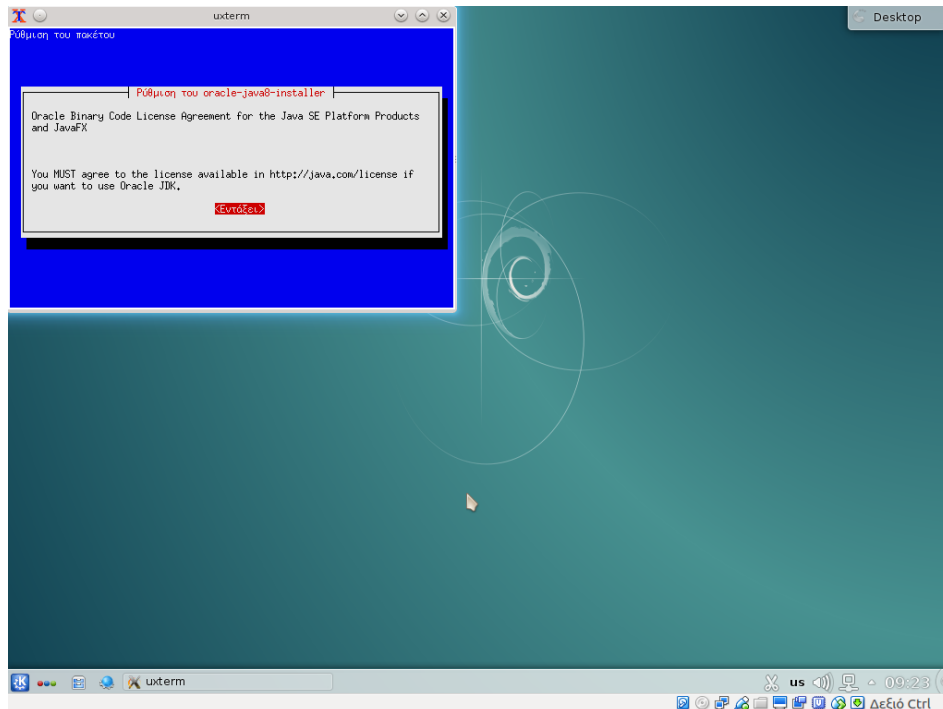 uxterm
Desktop
Ρύθμιση του πακέτου
Ρύθμιση του oracle-java8-installer
Oracle Binary Code License Agreement for the Java SE Platform Products
and JavaFX
You MUST agree to the license available in http://java.com/license if
you want to use Oracle JDK.
<Εντάξει>
uxterm
us
09:23
Δεξιό Ctrl